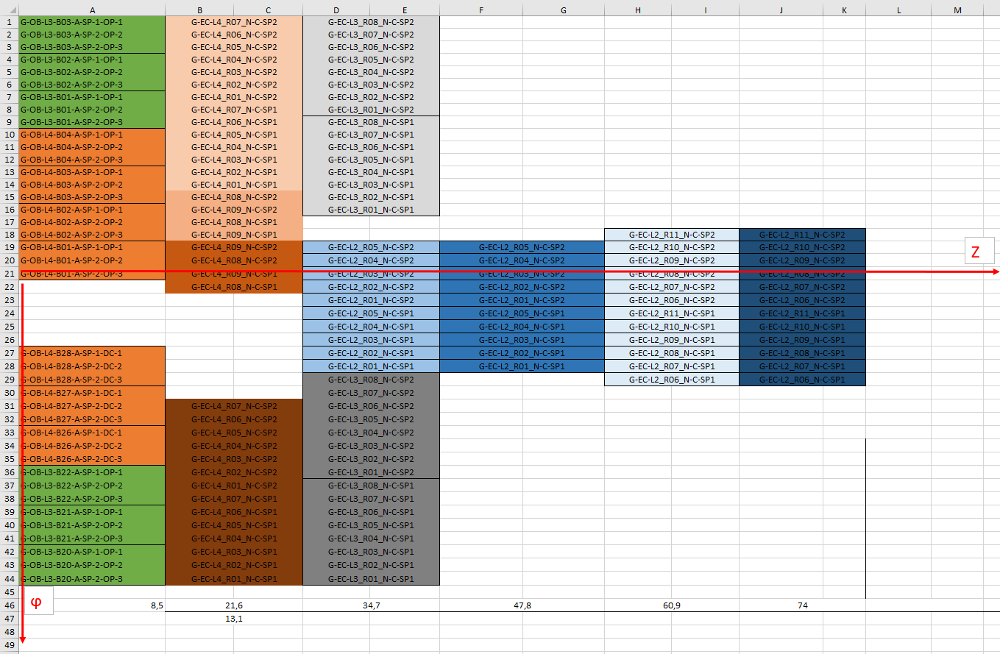 A B C D E F G H I J K L M
1 G-OB-L3-B03-A-SP-1-OP-1 G-EC-L4_R07_N-C-SP2 G-EC-L3_R08_N-C-SP2
2 G-OB-L3-B03-A-SP-2-OP-2 G-EC-L4_R06_N-C-SP2 G-EC-L3_R07_N-C-SP2
3 G-OB-L3-B03-A-SP-2-OP-3 G-EC-L4_R05_N-C-SP2 G-EC-L3_R06_N-C-SP2
4 G-OB-L3-B02-A-SP-1-OP-1 G-EC-L4_R04_N-C-SP2 G-EC-L3_R05_N-C-SP2
5 G-OB-L3-B02-A-SP-2-OP-2 G-EC-L4_R03_N-C-SP2 G-EC-L3_R04_N-C-SP2
6 G-OB-L3-B02-A-SP-2-OP-3 G-EC-L4_R02_N-C-SP2 G-EC-L3_R03_N-C-SP2
7 G-OB-L3-B01-A-SP-1-OP-1 G-EC-L4_R01_N-C-SP2 G-EC-L3_R02_N-C-SP2
8 G-OB-L3-B01-A-SP-2-OP-2 G-EC-L4_R07_N-C-SP1 G-EC-L3_R01_N-C-SP2
9 G-OB-L3-B01-A-SP-2-OP-3 G-EC-L4_R06_N-C-SP1 G-EC-L3_R08_N-C-SP1
10 G-OB-L4-B04-A-SP-1-OP-1 G-EC-L4_R05_N-C-SP1 G-EC-L3_R07_N-C-SP1
11 G-OB-L4-B04-A-SP-2-OP-2 G-EC-L4_R04_N-C-SP1 G-EC-L3_R06_N-C-SP1
12 G-OB-L4-B04-A-SP-2-OP-3 G-EC-L4_R03_N-C-SP1 G-EC-L3_R05_N-C-SP1
13 G-OB-L4-B03-A-SP-1-OP-1 G-EC-L4_R02_N-C-SP1 G-EC-L3_R04_N-C-SP1
14 G-OB-L4-B03-A-SP-2-OP-2 G-EC-L4_R01_N-C-SP1 G-EC-L3_R03_N-C-SP1
15 G-OB-L4-B03-A-SP-2-OP-3 G-EC-L4_R08_N-C-SP2 G-EC-L3_R02_N-C-SP1
16 G-OB-L4-B02-A-SP-1-OP-1 G-EC-L4_R09_N-C-SP2 G-EC-L3_R01_N-C-SP1
17 G-OB-L4-B02-A-SP-2-OP-2 G-EC-L4_R08_N-C-SP1
18 G-OB-L4-B02-A-SP-2-OP-3 G-EC-L4_R09_N-C-SP1 G-EC-L2_R11_N-C-SP2 G-EC-L2_R11_N-C-SP2
19 G-OB-L4-B01-A-SP-1-OP-1 G-EC-L4_R09_N-C-SP2 G-EC-L2_R05_N-C-SP2 G-EC-L2_R05_N-C-SP2 G-EC-L2_R10_N-C-SP2 G-EC-L2_R10_N-C-SP2
20 G-OB-L4-B01-A-SP-2-OP-2 G-EC-L4_R08_N-C-SP2 G-EC-L2_R04_N-C-SP2 G-EC-L2_R04_N-C-SP2 G-EC-L2_R09_N-C-SP2 G-EC-L2_R09_N-C-SP2
Z
21 G-OB-L4-B01-A-SP-2-OP-3 G-EC-L4_R09_N-C-SP1 G-EC-L2_R03_N-C-SP2 G-EC-L2_R03_N-C-SP2 G-EC-L2_R08_N-C-SP2 G-EC-L2_R08_N-C-SP2
22 G-EC-L4_R08_N-C-SP1 G-EC-L2_R02_N-C-SP2 G-EC-L2_R02_N-C-SP2 G-EC-L2_R07_N-C-SP2 G-EC-L2_R07_N-C-SP2
23 G-EC-L2_R01_N-C-SP2 G-EC-L2_R01_N-C-SP2 G-EC-L2_R06_N-C-SP2 G-EC-L2_R06_N-C-SP2
24 G-EC-L2_R05_N-C-SP1 G-EC-L2_R05_N-C-SP1 G-EC-L2_R11_N-C-SP1 G-EC-L2_R11_N-C-SP1
25 G-EC-L2_R04_N-C-SP1 G-EC-L2_R04_N-C-SP1 G-EC-L2_R10_N-C-SP1 G-EC-L2_R10_N-C-SP1
26 G-EC-L2_R03_N-C-SP1 G-EC-L2_R03_N-C-SP1 G-EC-L2_R09_N-C-SP1 G-EC-L2_R09_N-C-SP1
27 G-OB-L4-B28-A-SP-1-DC-1 G-EC-L2_R02_N-C-SP1 G-EC-L2_R02_N-C-SP1 G-EC-L2_R08_N-C-SP1 G-EC-L2_R08_N-C-SP1
28 G-OB-L4-B28-A-SP-2-DC-2 G-EC-L2_R01_N-C-SP1 G-EC-L2_R01_N-C-SP1 G-EC-L2_R07_N-C-SP1 G-EC-L2_R07_N-C-SP1
29 G-OB-L4-B28-A-SP-2-DC-3 G-EC-L3_R08_N-C-SP2 G-EC-L2_R06_N-C-SP1 G-EC-L2_R06_N-C-SP1
30 G-OB-L4-B27-A-SP-1-DC-1 G-EC-L3_R07_N-C-SP2
31 G-OB-L4-B27-A-SP-2-DC-2 G-EC-L4_R07_N-C-SP2 G-EC-L3_R06_N-C-SP2
32 G-OB-L4-B27-A-SP-2-DC-3 G-EC-L4_R06_N-C-SP2 G-EC-L3_R05_N-C-SP2
33 G-OB-L4-B26-A-SP-1-DC-1 G-EC-L4_R05_N-C-SP2 G-EC-L3_R04_N-C-SP2
34 G-OB-L4-B26-A-SP-2-DC-2 G-EC-L4_R04_N-C-SP2 G-EC-L3_R03_N-C-SP2
35 G-OB-L4-B26-A-SP-2-DC-3 G-EC-L4_R03_N-C-SP2 G-EC-L3_R02_N-C-SP2
36 G-OB-L3-B22-A-SP-1-OP-1 G-EC-L4_R02_N-C-SP2 G-EC-L3_R01_N-C-SP2
37 G-OB-L3-B22-A-SP-2-OP-2 G-EC-L4_R01_N-C-SP2 G-EC-L3_R08_N-C-SP1
38 G-OB-L3-B22-A-SP-2-OP-3 G-EC-L4_R07_N-C-SP1 G-EC-L3_R07_N-C-SP1
39 G-OB-L3-B21-A-SP-1-OP-1 G-EC-L4_R06_N-C-SP1 G-EC-L3_R06_N-C-SP1
40 G-OB-L3-B21-A-SP-2-OP-2 G-EC-L4_R05_N-C-SP1 G-EC-L3_R05_N-C-SP1
41 G-OB-L3-B21-A-SP-2-OP-3 G-EC-L4_R04_N-C-SP1 G-EC-L3_R04_N-C-SP1
42 G-OB-L3-B20-A-SP-1-OP-1 G-EC-L4_R03_N-C-SP1 G-EC-L3_R03_N-C-SP1
43 G-OB-L3-B20-A-SP-2-OP-2 G-EC-L4_R02_N-C-SP1 G-EC-L3_R02_N-C-SP1
44 G-OB-L3-B20-A-SP-2-OP-3 G-EC-L4_R01_N-C-SP1 G-EC-L3_R01_N-C-SP1
45
φ
46 8,5 21,6 34,7 47,8 60,9 74
47 13,1
48
49